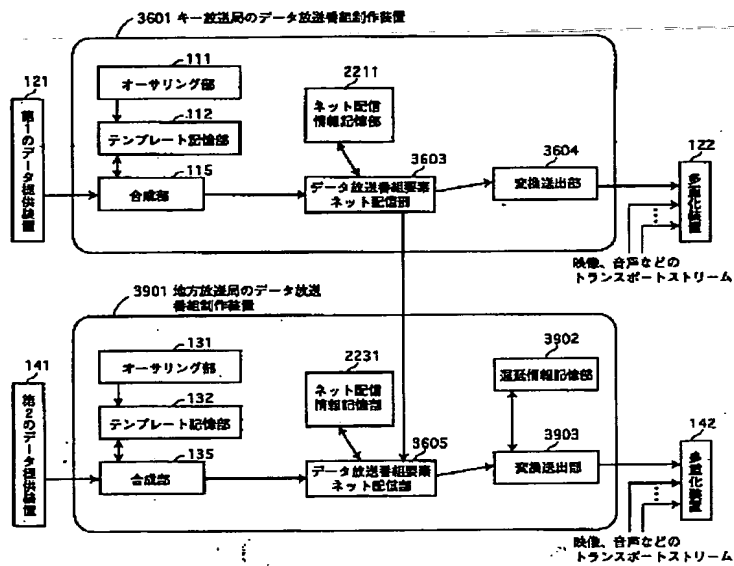 3601 キー放送局のデータ放送番組制作装置
121
第1のデータ提供装置
111
オーサリング部
112
テンプレート記憶部
115
合成部
2211
ネット配信
情報記憶部
3603
データ放送番組要素
ネット配信部
3604
変換送出部
122
多重化装置
映像、音声などの
トランスポートストリーム
3901 地方放送局のデータ放送
番組制作装置
141
第2のデータ提供装置
131
オーサリング部
132
テンプレート記憶部
135
合成部
2231
ネット配信
情報記憶部
3605
データ放送番組要素
ネット配信部
3902
遅延情報記憶部
3903
変換送出部
142
多重化装置
映像、音声などの
トランスポートストリーム